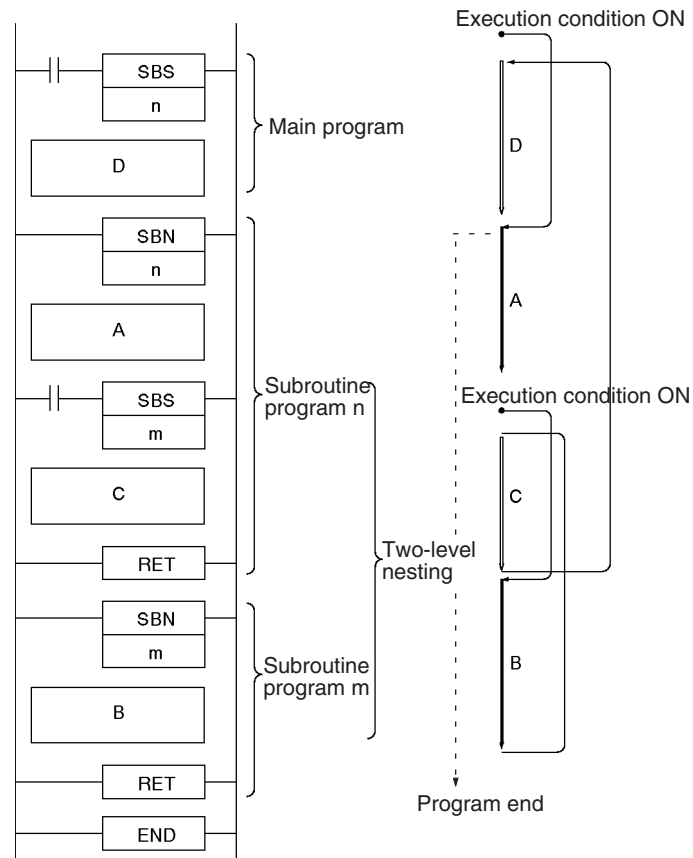 Execution condition ON
SBS
n
Main program
D
D
SBN
n
A
A
SBS
m
Subroutine
program n
Execution condition ON
C
C
Two-level
nesting
RET
SBN
m
Subroutine
program m
B
B
RET
Program end
END